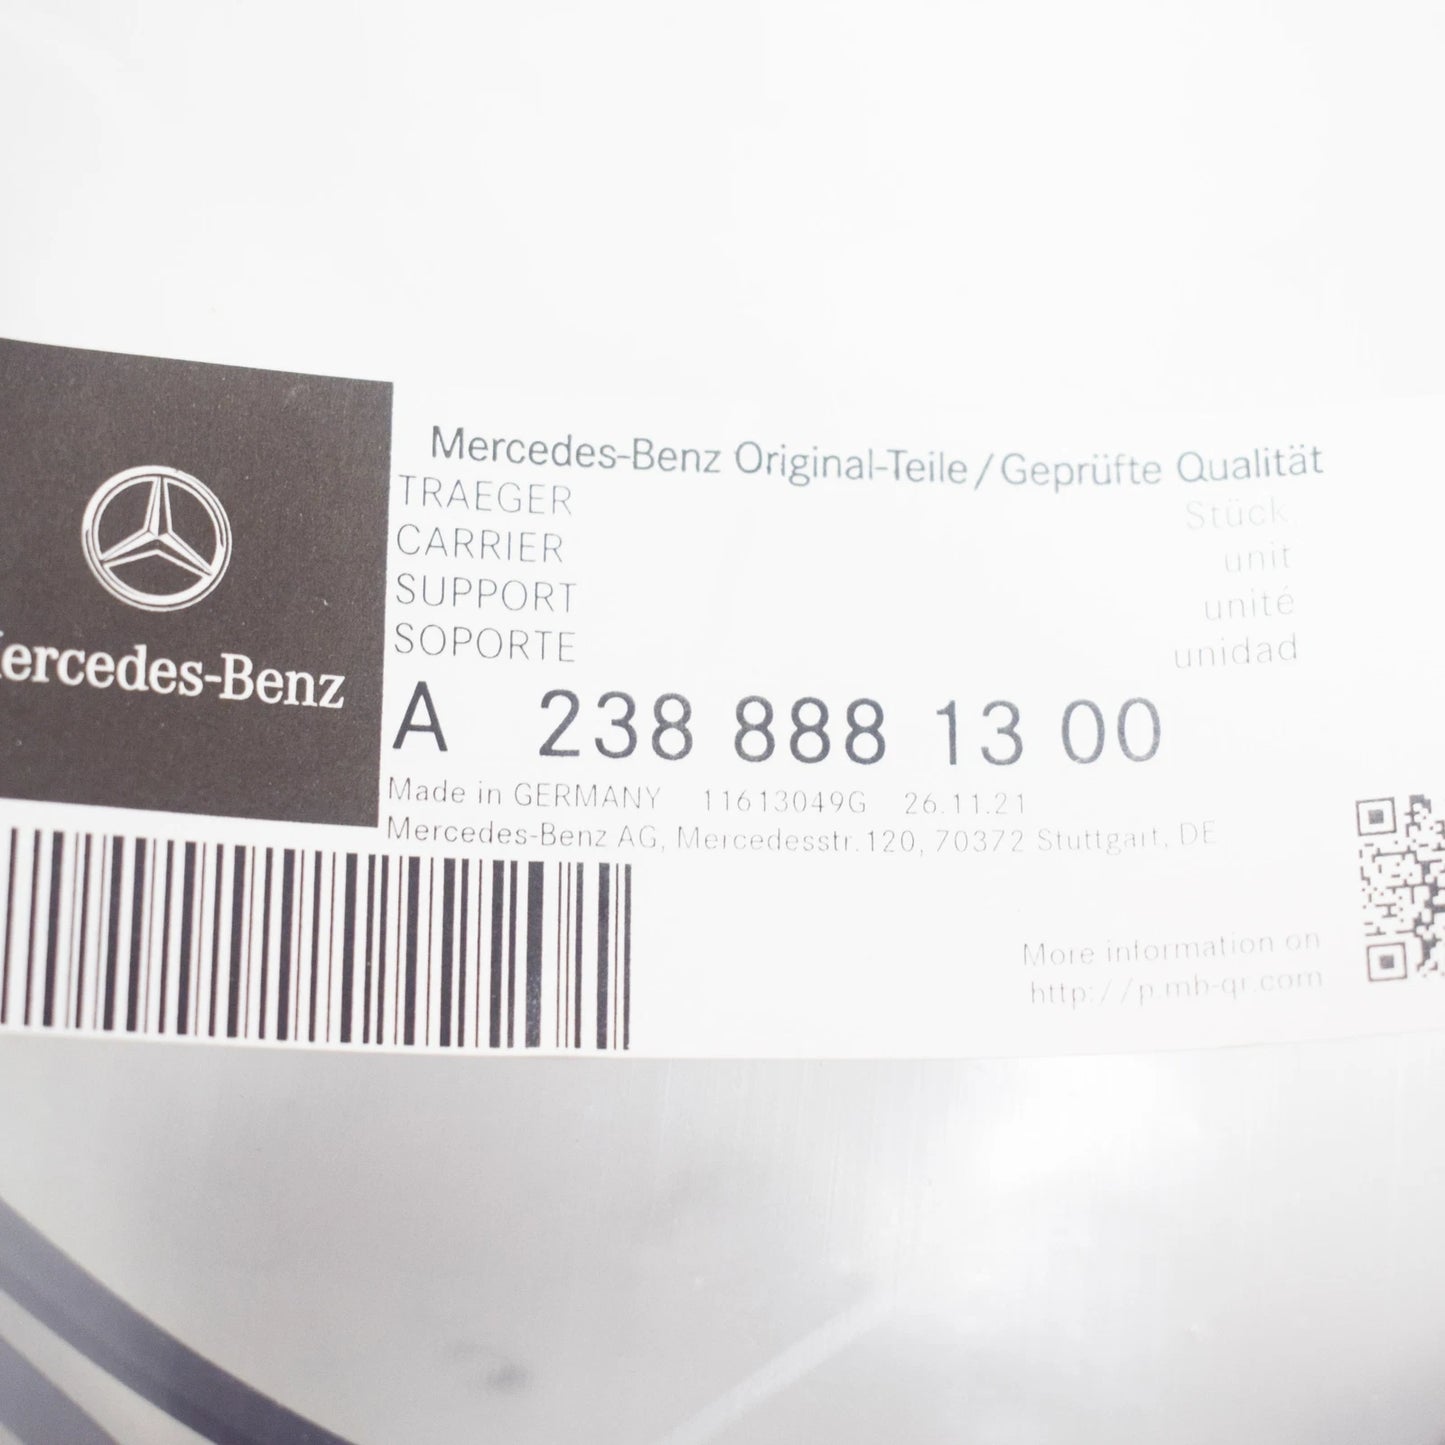 Mercedes-Benz
Mercedes-Benz Original-Teile/Geprüfte Qualität
TRAEGER Stück
CARRIER unit
SUPPORT unité
SOPORTE unidad
A 238 888 13 00
Made in GERMANY 11613049G 26.11.21
Mercedes-Benz AG, Mercedesstr.120, 70372 Stuttgart, DE
More information on
http://p.mb-qr.com